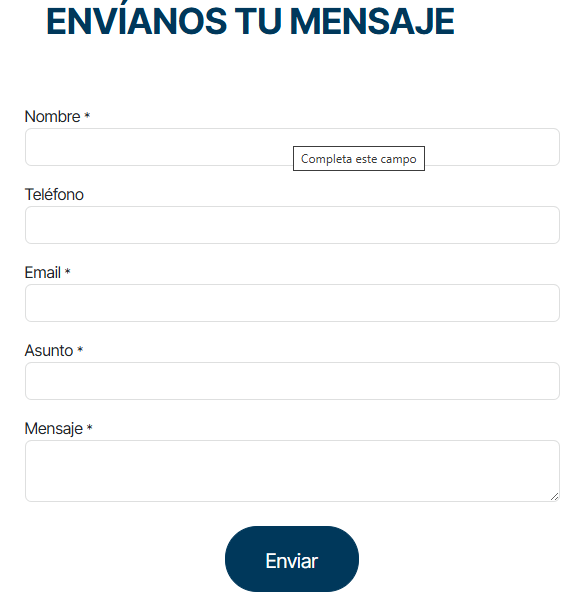 ENVÍANOS TU MENSAJE
Nombre *
Completa este campo
Teléfono
Email *
Asunto *
Mensaje *
Enviar